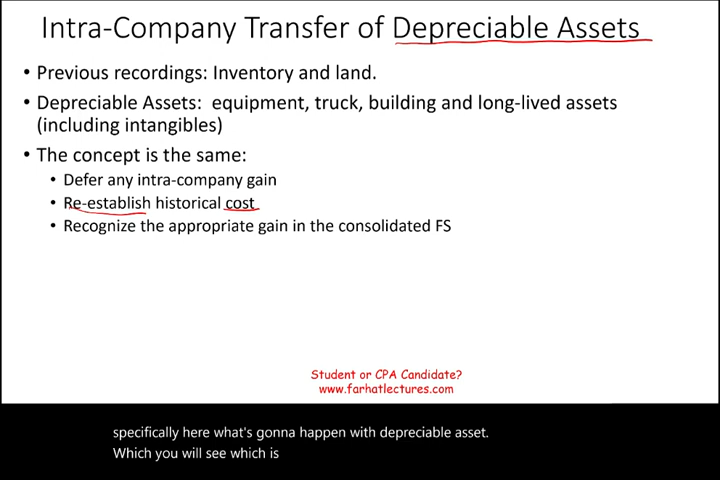 Intra-Company Transfer of Depreciable Assets
• Previous recordings: Inventory and land.
• Depreciable Assets: equipment, truck, building and long-lived assets
(including intangibles)
• The concept is the same:
• Defer any intra-company gain
• Re-establish historical cost
• Recognize the appropriate gain in the consolidated FS
Student or CPA Candidate?
www.farhatlectures.com
specifically here what's gonna happen with depreciable asset.
Which you will see which is